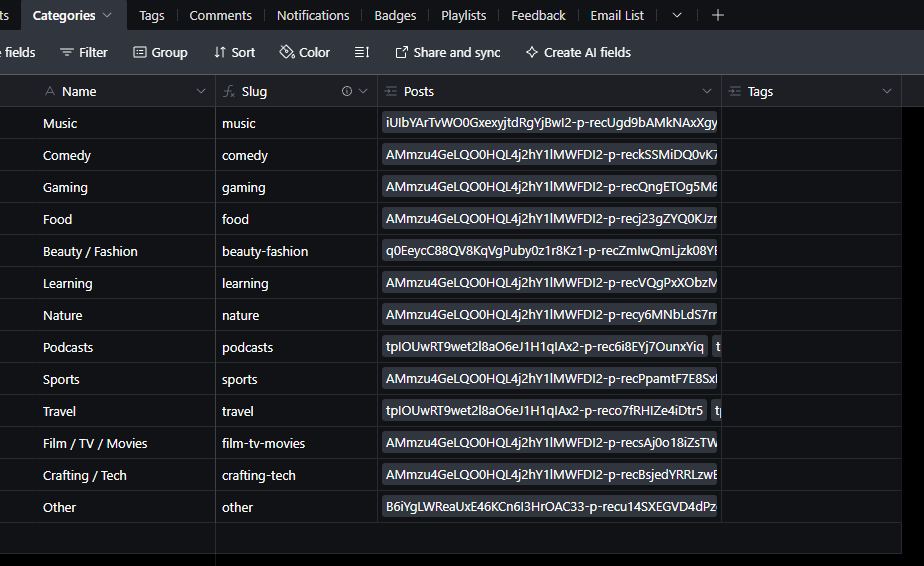 ts Categories Tags Comments Notifications Badges Playlists Feedback Email List
fields Filter Group Sort Color Share and sync Create AI fields
Name Slug Posts Tags
Music music iUIbYArTvWO0GxexyjtdRgYjBwI2-p-recUgd9bAMkNAxXgy
Comedy comedy AMmzu4GeLQO0HQL4j2hY1lMWFDI2-p-reckSSMiDQ0vK7
Gaming gaming AMmzu4GeLQO0HQL4j2hY1lMWFDI2-p-recQngETOg5M6
Food food AMmzu4GeLQO0HQL4j2hY1lMWFDI2-p-recj23gZYQ0KJzr
Beauty / Fashion beauty-fashion q0EeycC88QV8KqVgPuby0z1r8Kz1-p-recZmIwQmLjzk08YE
Learning learning AMmzu4GeLQO0HQL4j2hY1lMWFDI2-p-recVQgPxXObzM
Nature nature AMmzu4GeLQO0HQL4j2hY1lMWFDI2-p-recy6MNbLdS7rr
Podcasts podcasts tpIOUwRT9wet2l8aO6eJ1H1qIAx2-p-rec6i8EYj7OunxYiq t
Sports sports AMmzu4GeLQO0HQL4j2hY1lMWFDI2-p-recPpamtF7E8Sx
Travel travel tpIOUwRT9wet2l8aO6eJ1H1qIAx2-p-reco7fRHIZe4iDtr5 tp
Film / TV / Movies film-tv-movies AMmzu4GeLQO0HQL4j2hY1lMWFDI2-p-recsAj0o18iZsTW
Crafting / Tech crafting-tech AMmzu4GeLQO0HQL4j2hY1lMWFDI2-p-recBsjedYRRLzwE
Other other B6iYgLWReaUxE46KCn6I3HrOAC33-p-recu14SXEGVD4dPz